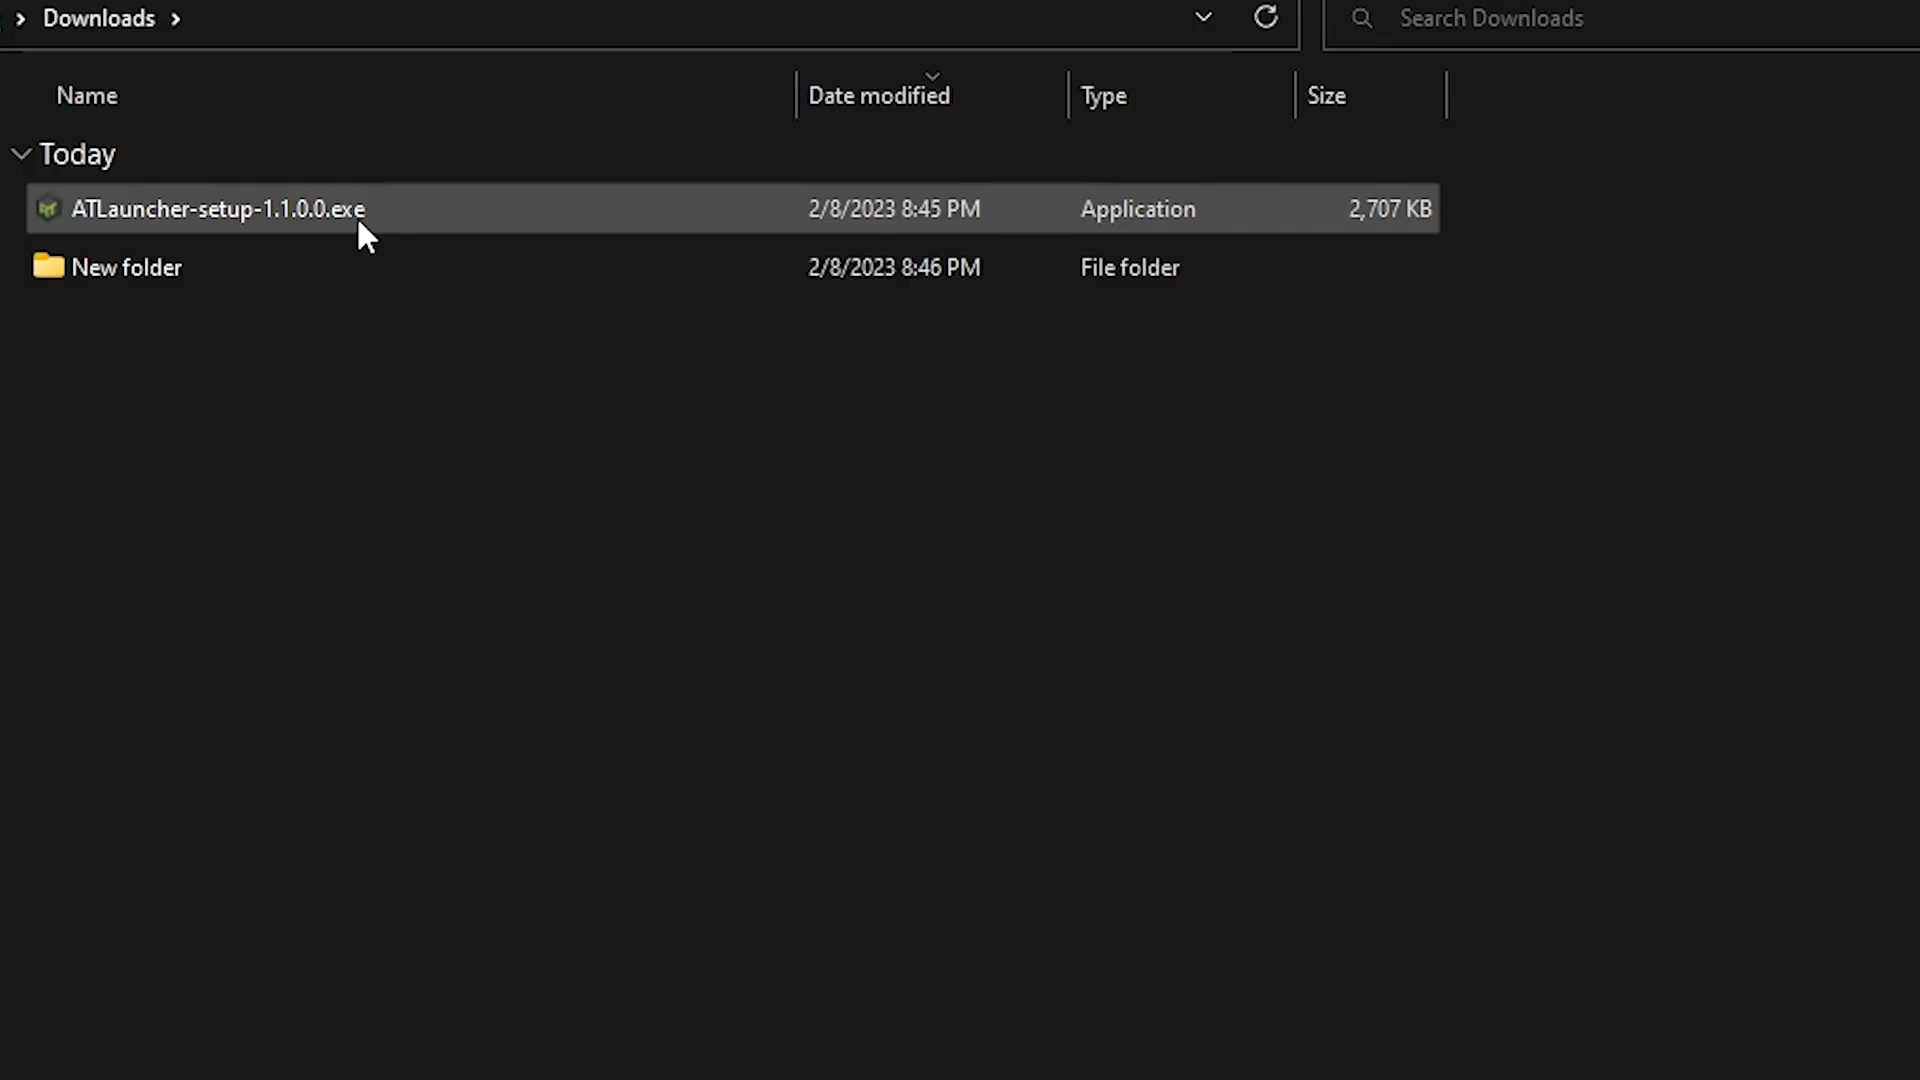 Downloads
Search Downloads
Name Date modified Type Size
Today
ATLauncher-setup-1.1.0.0.exe 2/8/2023 8:45 PM Application 2,707 KB
New folder 2/8/2023 8:46 PM File folder